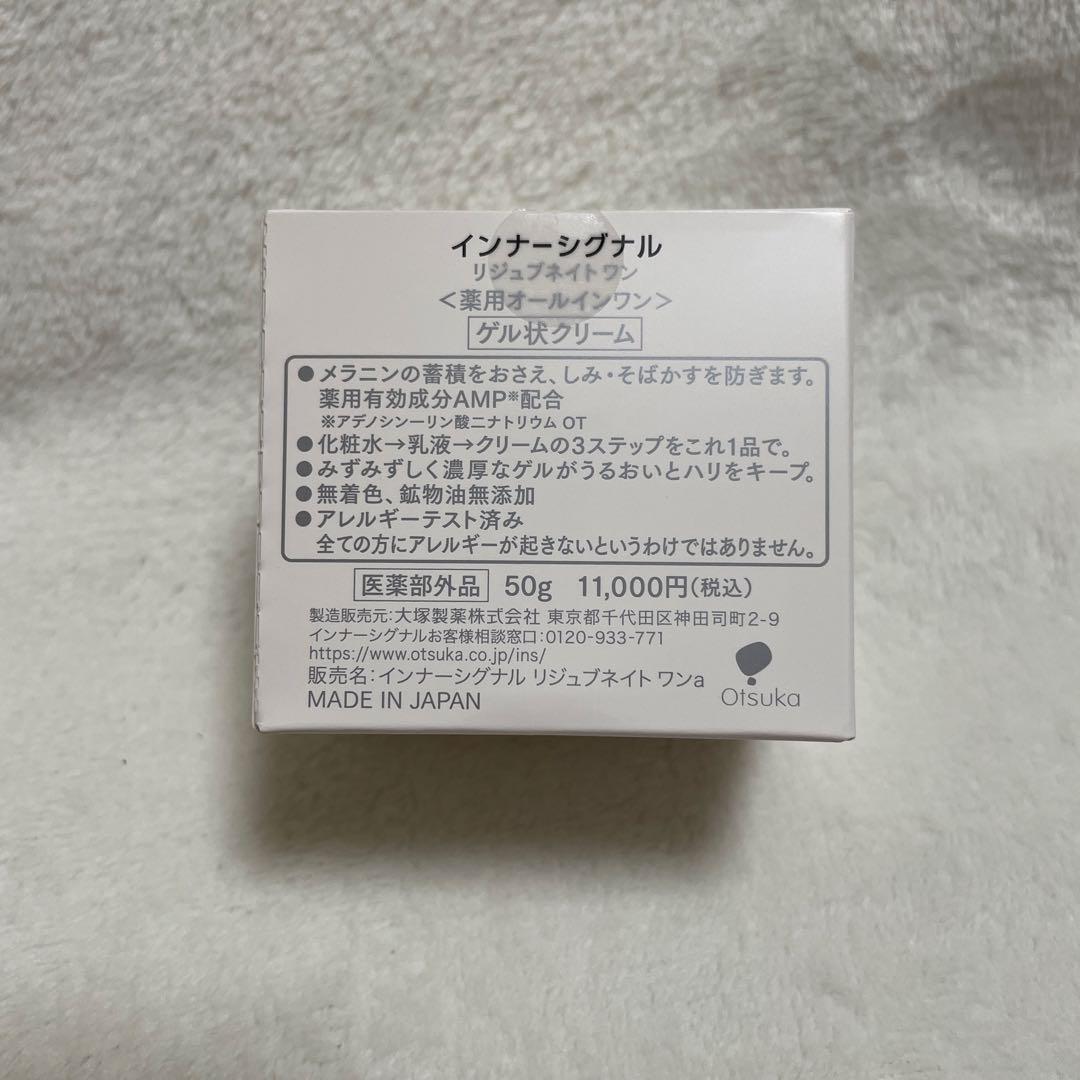 インナーシグナル
リジュブネイト ワン
＜薬用オールインワン＞
ゲル状クリーム
●メラニンの蓄積をおさえ、しみ・そばかすを防ぎます。
薬用有効成分AMP※配合
※アデノシン一リン酸二ナトリウム OT
●化粧水→乳液→クリームの3ステップをこれ1品で。
●みずみずしく濃厚なゲルがうるおいとハリをキープ。
●無着色、鉱物油無添加
●アレルギーテスト済み
全ての方にアレルギーが起きないというわけではありません。
医薬部外品 50g 11,000円（税込）
製造販売元：大塚製薬株式会社 東京都千代田区神田司町2-9
インナーシグナルお客様相談窓口：0120-933-771
https://www.otsuka.co.jp/ins/
販売名：インナーシグナル リジュブネイト ワンa
MADE IN JAPAN
Otsuka